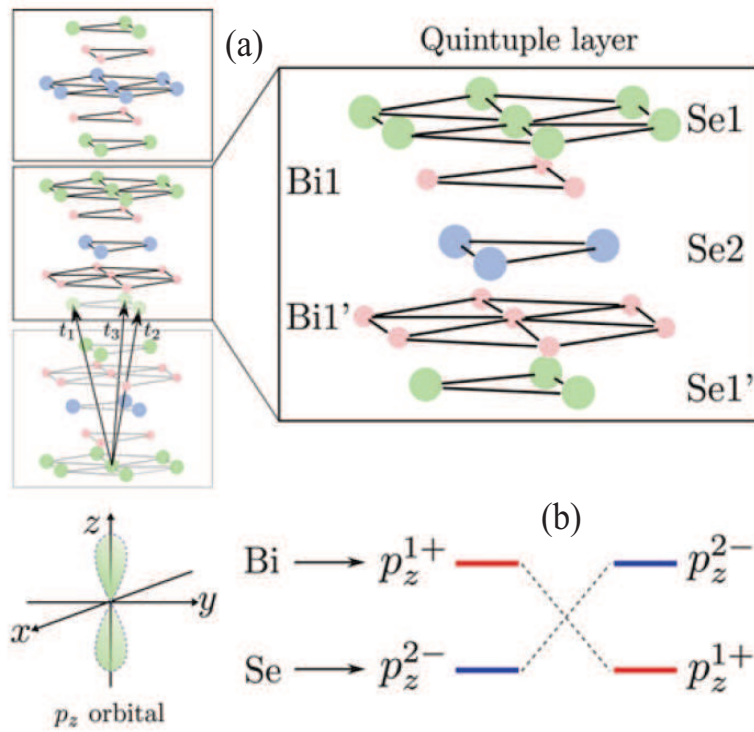 (a)
Quintuple layer
Se1
Bi1
Se2
Bi1'
Se1'
t₁ t₃ t₂
z
y
x
p_z orbital
(b)
Bi p_z^{1+} p_z^{2-}
Se p_z^{2-} p_z^{1+}